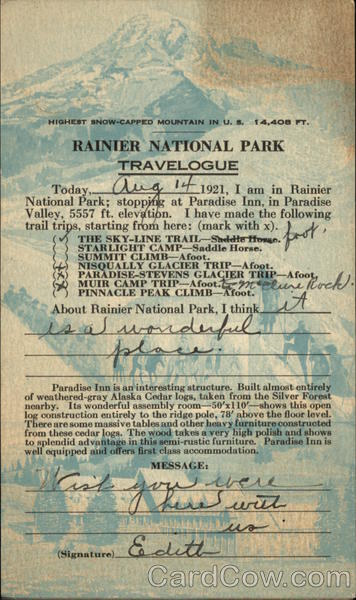 HIGHEST SNOW-CAPPED MOUNTAIN IN U. S. 14,408 FT.
RAINIER NATIONAL PARK
TRAVELOGUE
Today, Aug 14 1921, I am in Rainier
National Park; stopping at Paradise Inn, in Paradise
Valley, 5557 ft. elevation. I have made the following
trail trips, starting from here: (mark with x).
(✓) THE SKY-LINE TRAIL—Saddle Horse. foot.
( ) STARLIGHT CAMP—Saddle Horse.
( ) SUMMIT CLIMB—Afoot.
(x) NISQUALLY GLACIER TRIP—Afoot.
(x) PARADISE-STEVENS GLACIER TRIP—Afoot,
(x) MUIR CAMP TRIP—Afoot to McClure Rock.
( ) PINNACLE PEAK CLIMB—Afoot.
About Rainier National Park, I think it
is a wonderful
place.
Paradise Inn is an interesting structure. Built almost entirely
of weathered-gray Alaska Cedar logs, taken from the Silver Forest
nearby. Its wonderful assembly room—50'x110'—shows this open
log construction entirely to the ridge pole, 78' above the floor level.
There are some massive tables and other heavy furniture constructed
from these cedar logs. The wood takes a very high polish and shows
to splendid advantage in this semi-rustic furniture. Paradise Inn is
well equipped and offers first class accommodation.
MESSAGE:
Wish you were
here with
us.
(Signature) Edith
CardCow.com